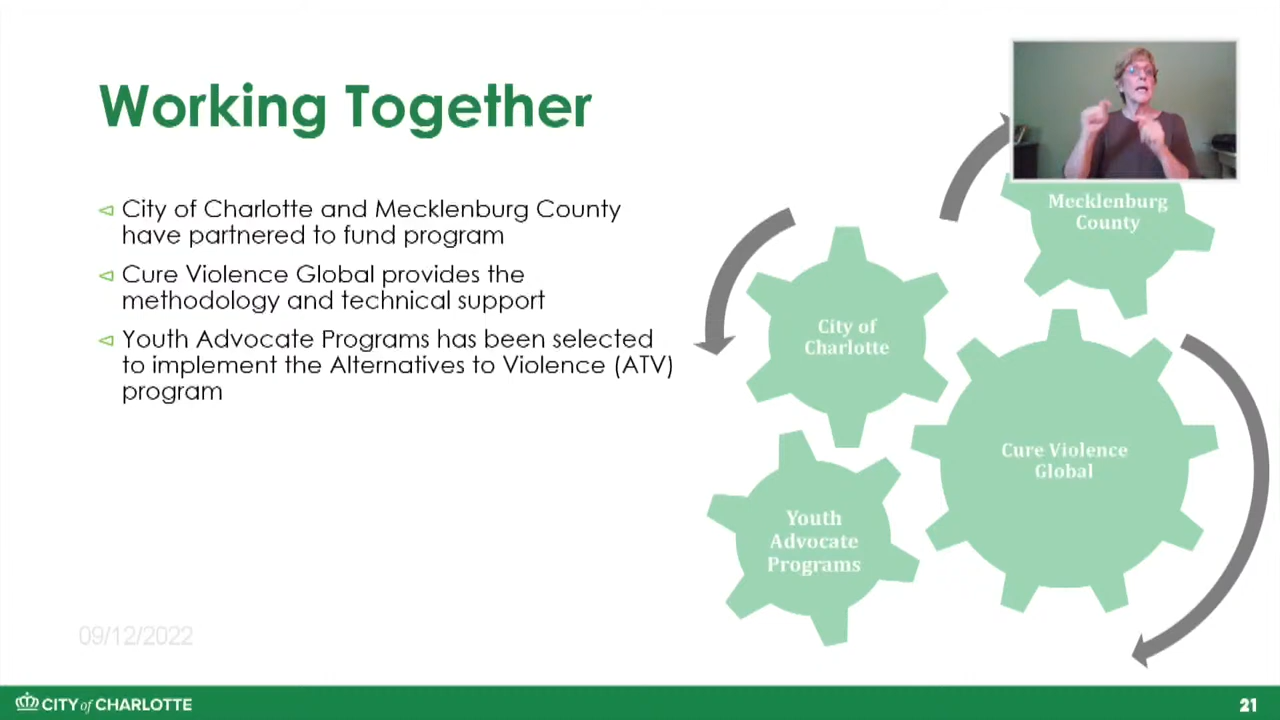 Working Together
City of Charlotte and Mecklenburg County
have partnered to fund program
Cure Violence Global provides the
methodology and technical support
Youth Advocate Programs has been selected
to implement the Alternatives to Violence (ATV)
program
Mecklenburg
County
City of
Charlotte
Cure Violence
Global
Youth
Advocate
Programs
09/12/2022
CITY of CHARLOTTE
21